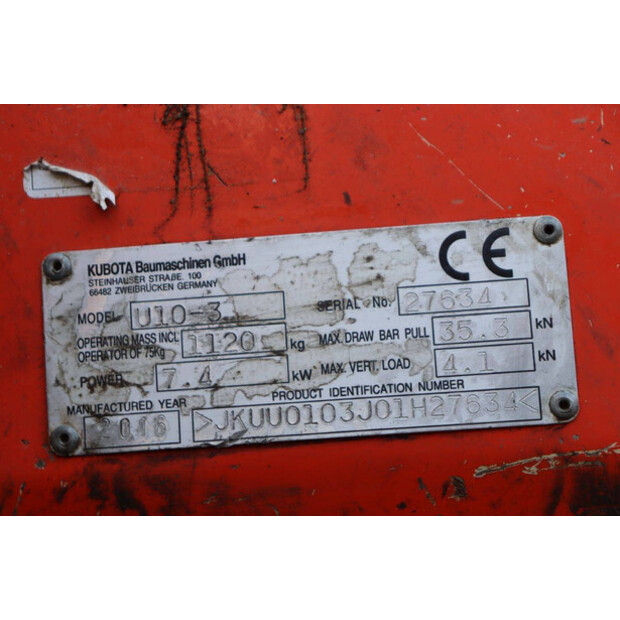 KUBOTA Baumaschinen GmbH
STEINHAUSER STRAßE 100
66482 ZWEIBRÜCKEN GERMANY
CE
MODEL U10-3
SERIAL No. 27634
OPERATING MASS INCL. OPERATOR OF 75Kg 1120 kg
MAX. DRAW BAR PULL 35.3 kN
POWER 7.4 kW
MAX. VERT. LOAD 4.1 kN
MANUFACTURED YEAR 2016
PRODUCT IDENTIFICATION NUMBER
>JKUU0103J01H27634<